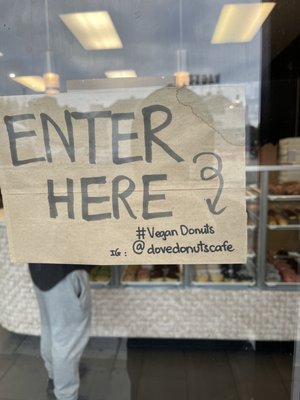 ENTER
HERE
#Vegan Donuts
IG: @dovedonutscafe